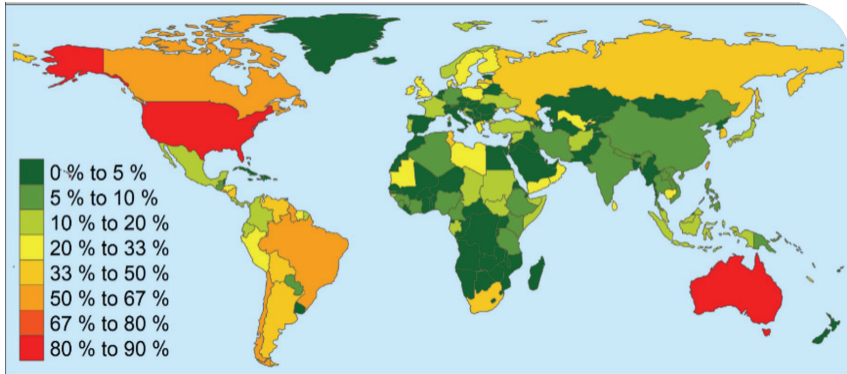 0 % to 5 %
5 % to 10 %
10 % to 20 %
20 % to 33 %
33 % to 50 %
50 % to 67 %
67 % to 80 %
80 % to 90 %